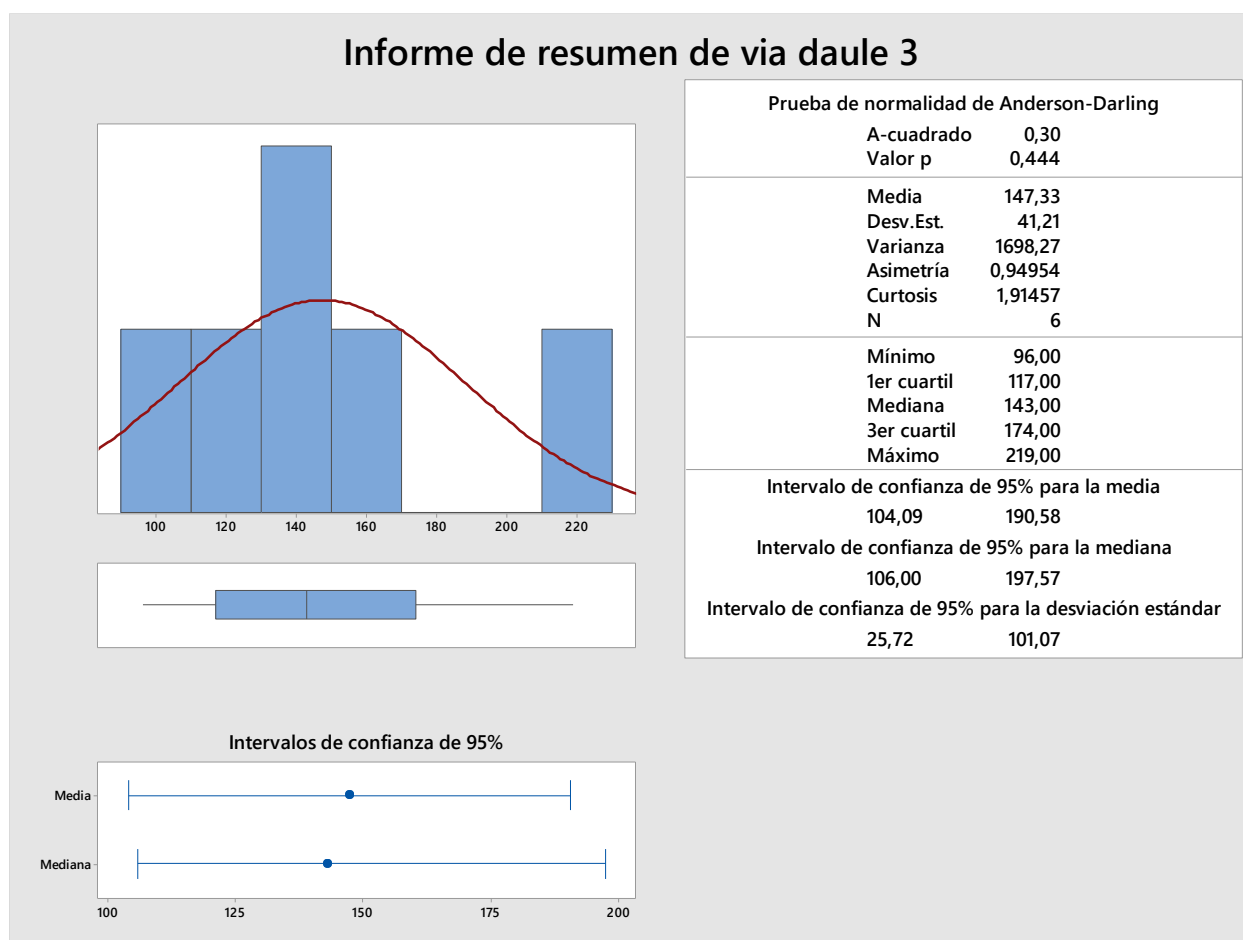 Informe de resumen de via daule 3
100 120 140 160 180 200 220
Intervalos de confianza de 95%
Media
Mediana
100 125 150 175 200
Prueba de normalidad de Anderson-Darling
A-cuadrado 0,30
Valor p 0,444
Media 147,33
Desv.Est. 41,21
Varianza 1698,27
Asimetría 0,94954
Curtosis 1,91457
N 6
Mínimo 96,00
1er cuartil 117,00
Mediana 143,00
3er cuartil 174,00
Máximo 219,00
Intervalo de confianza de 95% para la media
104,09 190,58
Intervalo de confianza de 95% para la mediana
106,00 197,57
Intervalo de confianza de 95% para la desviación estándar
25,72 101,07